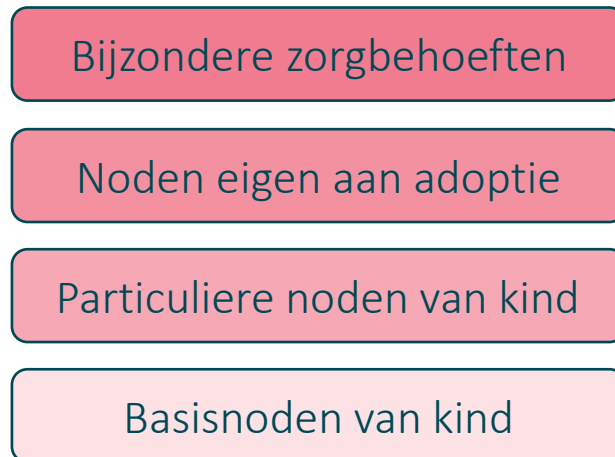 Bijzondere zorgbehoeften
Noden eigen aan adoptie
Particuliere noden van kind
Basisnoden van kind